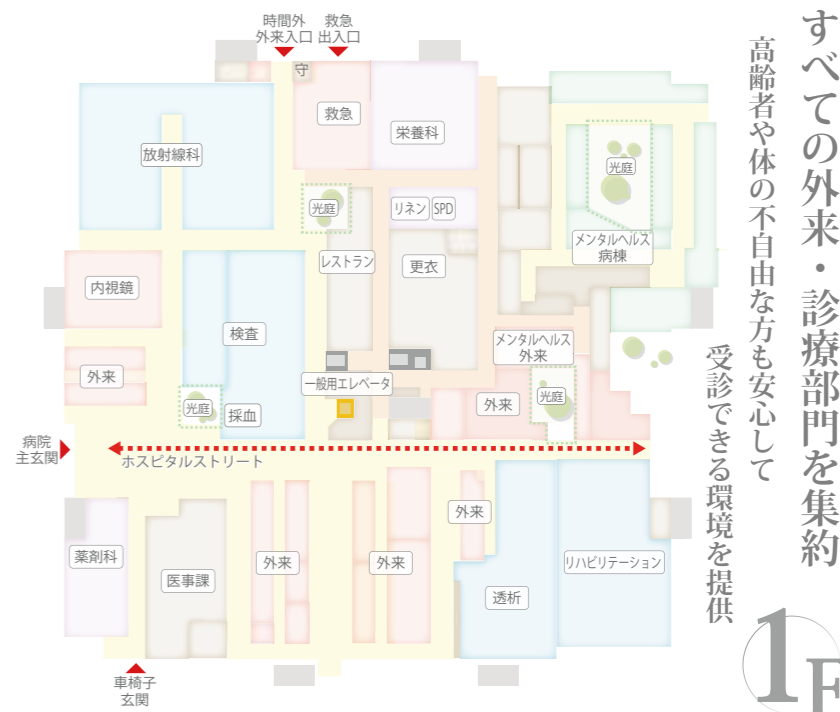 すべての外来・診療部門を集約
高齢者や体の不自由な方も安心して
受診できる環境を提供
1F
時間外
外来入口
救急
出入口
守
救急
栄養科
放射線科
光庭
光庭
リネン
SPD
メンタルヘルス
病棟
レストラン
更衣
内視鏡
検査
メンタルヘルス
外来
外来
一般用エレベータ
光庭
外来
光庭
採血
病院
主玄関
ホスピタルストリート
外来
薬剤科
医事課
外来
外来
リハビリテーション
透析
車椅子
玄関